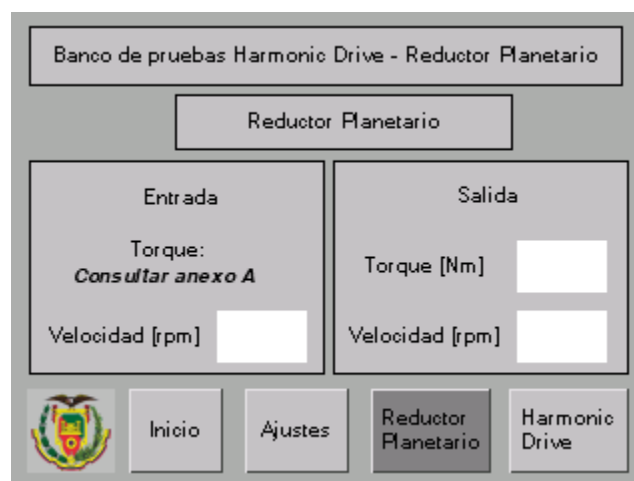 Banco de pruebas Harmonic Drive - Reductor Planetario
Reductor Planetario
Entrada
Torque:
Consultar anexo A
Velocidad [rpm]
Salida
Torque [Nm]
Velocidad [rpm]
Inicio
Ajustes
Reductor
Planetario
Harmonic
Drive